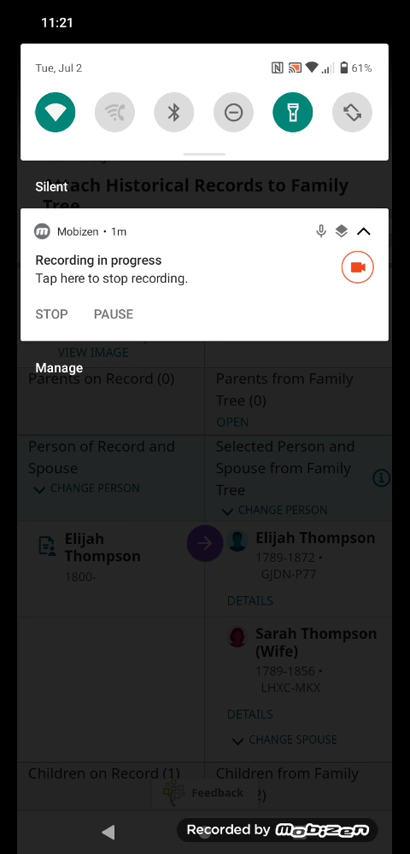 11:21
Tue, Jul 2
61%
Attach Historical Records to Family
Tree
Silent
Mobizen • 1m
Recording in progress
Tap here to stop recording.
STOP PAUSE
VIEW IMAGE
Manage
Parents on Record (0)
Parents from Family
Tree (0)
OPEN
Person of Record and
Spouse
CHANGE PERSON
Selected Person and
Spouse from Family
Tree
CHANGE PERSON
Elijah
Thompson
1800-
Elijah Thompson
1789-1872 •
GJDN-P77
DETAILS
Sarah Thompson
(Wife)
1789-1856 •
LHXC-MKX
DETAILS
CHANGE SPOUSE
Children on Record (1)
Children from Family
Feedback
Recorded by Mobizen